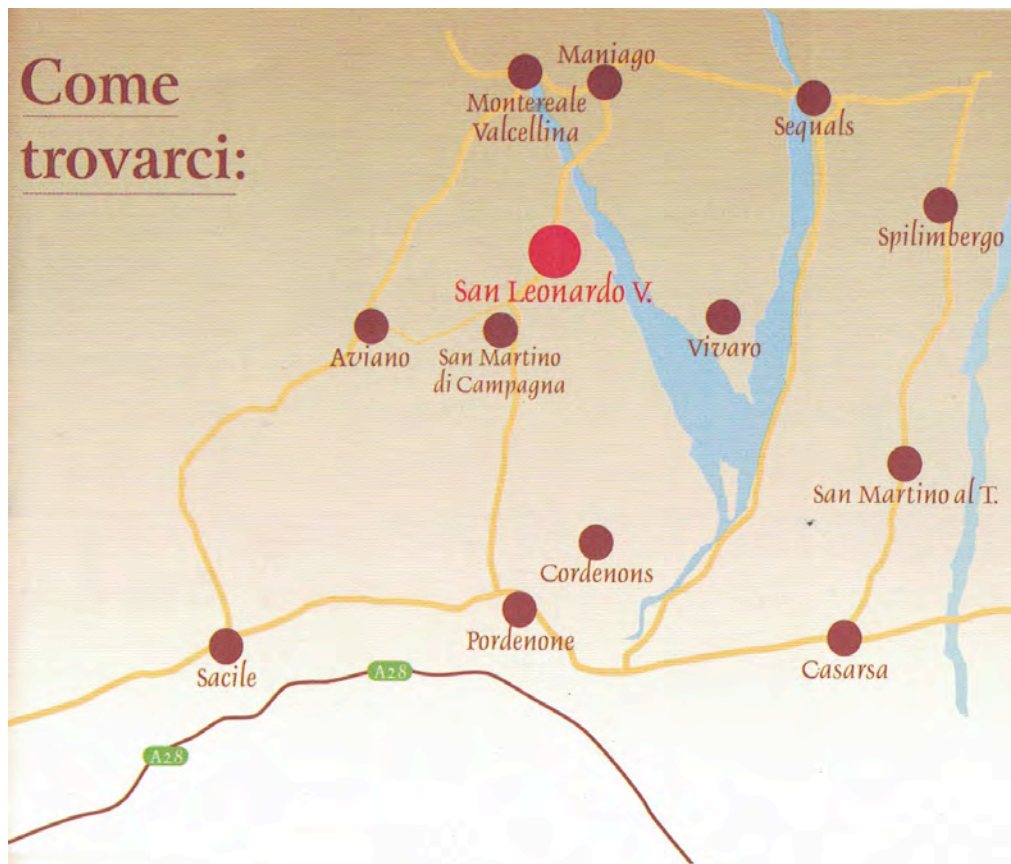 Come
trovarci:
Maniago
Montereale
Valcellina
Sequals
Spilimbergo
San Leonardo V.
Aviano
San Martino
di Campagna
Vivaro
San Martino al T.
Cordenons
Pordenone
Casarsa
Sacile
A28
A28